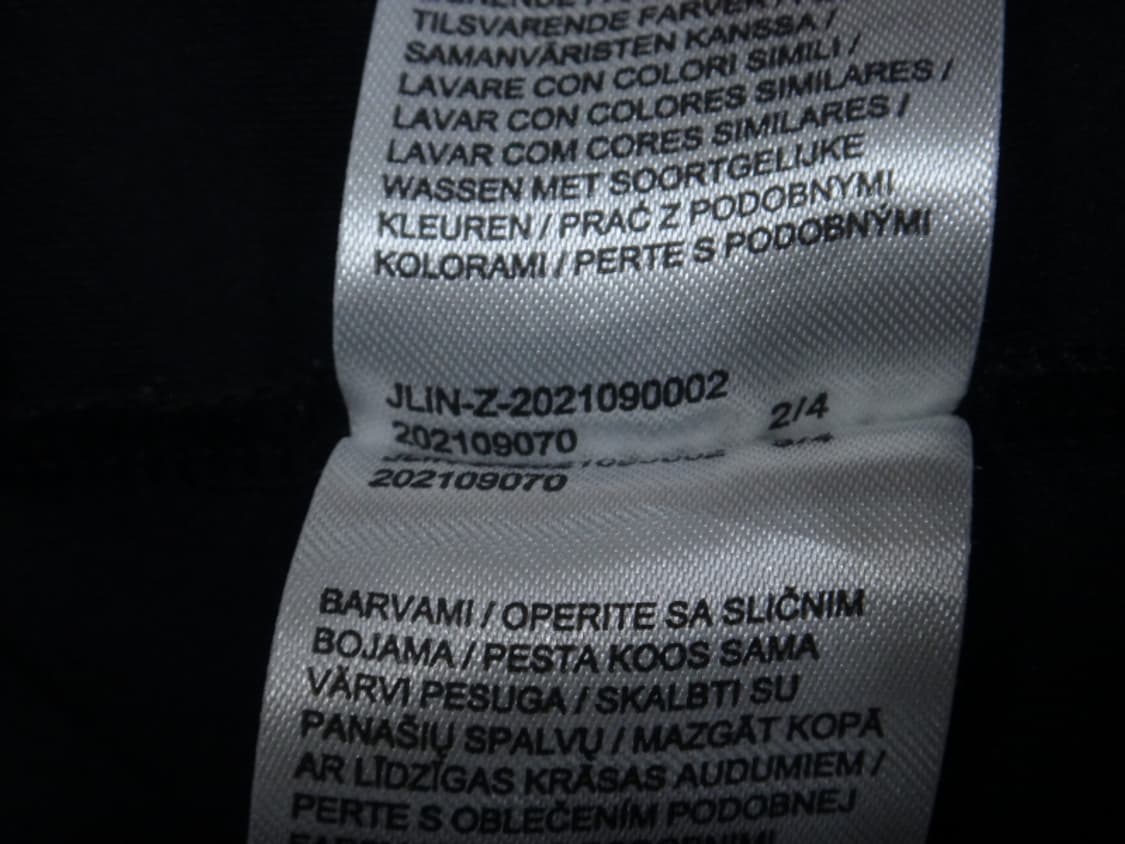 TILSVARENDE FARVER /
SAMANVÄRISTEN KANSSA /
LAVARE CON COLORI SIMILI /
LAVAR CON COLORES SIMILARES /
LAVAR COM CORES SIMILARES /
WASSEN MET SOORTGELIJKE
KLEUREN / PRAĆ Z PODOBNYMI
KOLORAMI / PERTE S PODOBNÝMI
JLIN-Z-2021090002
202109070 2/4
202109070
BARVAMI / OPERITE SA SLIČNIM
BOJAMA / PESTA KOOS SAMA
VÄRVI PESUGA / SKALBTI SU
PANAŠIŲ SPALVŲ / MAZGĀT KOPĀ
AR LĪDZĪGAS KRĀSAS AUDUMIEM /
PERTE S OBLEČENÍM PODOBNEJ